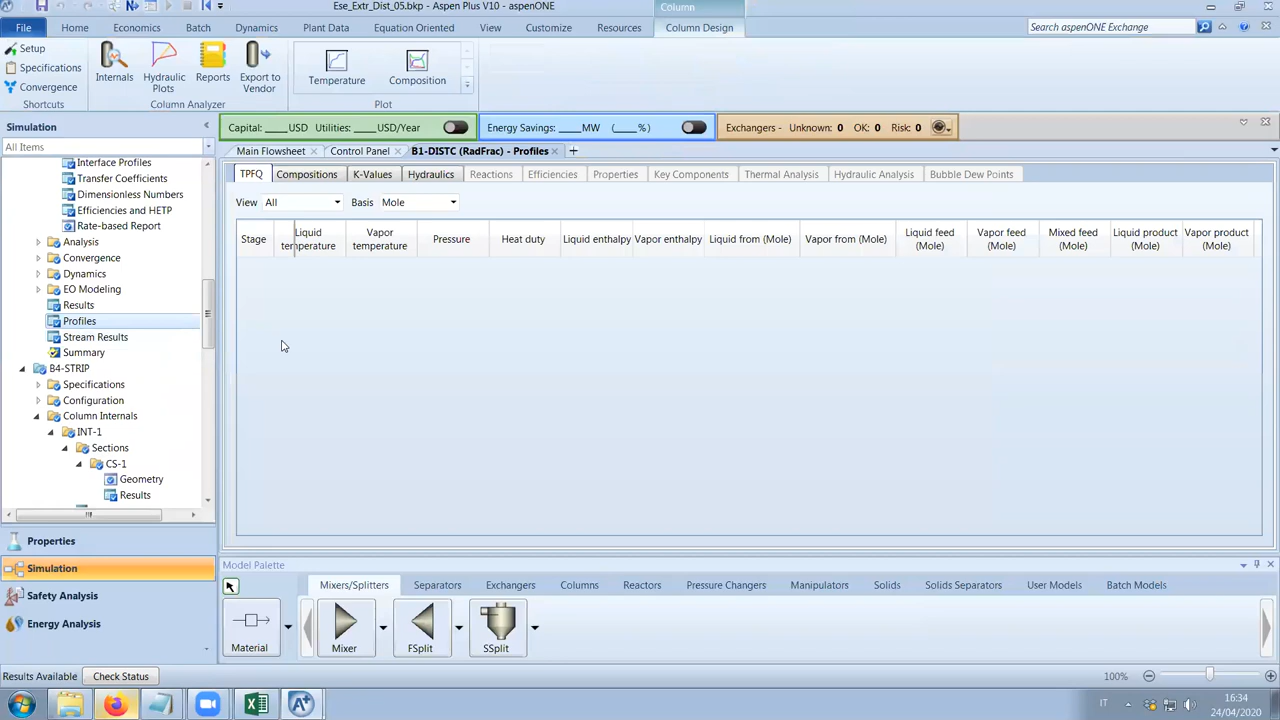 Ese_Extr_Dist_05.bkp - Aspen Plus V10 - aspenONE
Column
File Home Economics Batch Dynamics Plant Data Equation Oriented View Customize Resources Column Design
Search aspenONE Exchange
Setup
Specifications
Convergence
Internals
Hydraulic Plots
Reports
Export to Vendor
Temperature
Composition
Shortcuts Column Analyzer Plot
Simulation
Capital: ____USD Utilities: ____USD/Year
Energy Savings: ____MW (____%)
Exchangers - Unknown: 0 OK: 0 Risk: 0
All Items
Main Flowsheet Control Panel B1-DISTC (RadFrac) - Profiles
TPFQ Compositions K-Values Hydraulics Reactions Efficiencies Properties Key Components Thermal Analysis Hydraulic Analysis Bubble Dew Points
View All Basis Mole
Stage
Liquid temperature
Vapor temperature
Pressure
Heat duty
Liquid enthalpy
Vapor enthalpy
Liquid from (Mole)
Vapor from (Mole)
Liquid feed (Mole)
Vapor feed (Mole)
Mixed feed (Mole)
Liquid product (Mole)
Vapor product (Mole)
Interface Profiles
Transfer Coefficients
Dimensionless Numbers
Efficiencies and HETP
Rate-based Report
Analysis
Convergence
Dynamics
EO Modeling
Results
Profiles
Stream Results
Summary
B4-STRIP
Specifications
Configuration
Column Internals
INT-1
Sections
CS-1
Geometry
Results
Properties
Simulation
Safety Analysis
Energy Analysis
Model Palette
Mixers/Splitters Separators Exchangers Columns Reactors Pressure Changers Manipulators Solids Solids Separators User Models Batch Models
Material
Mixer
FSplit
SSplit
Results Available Check Status
100%
IT
16:34
24/04/2020